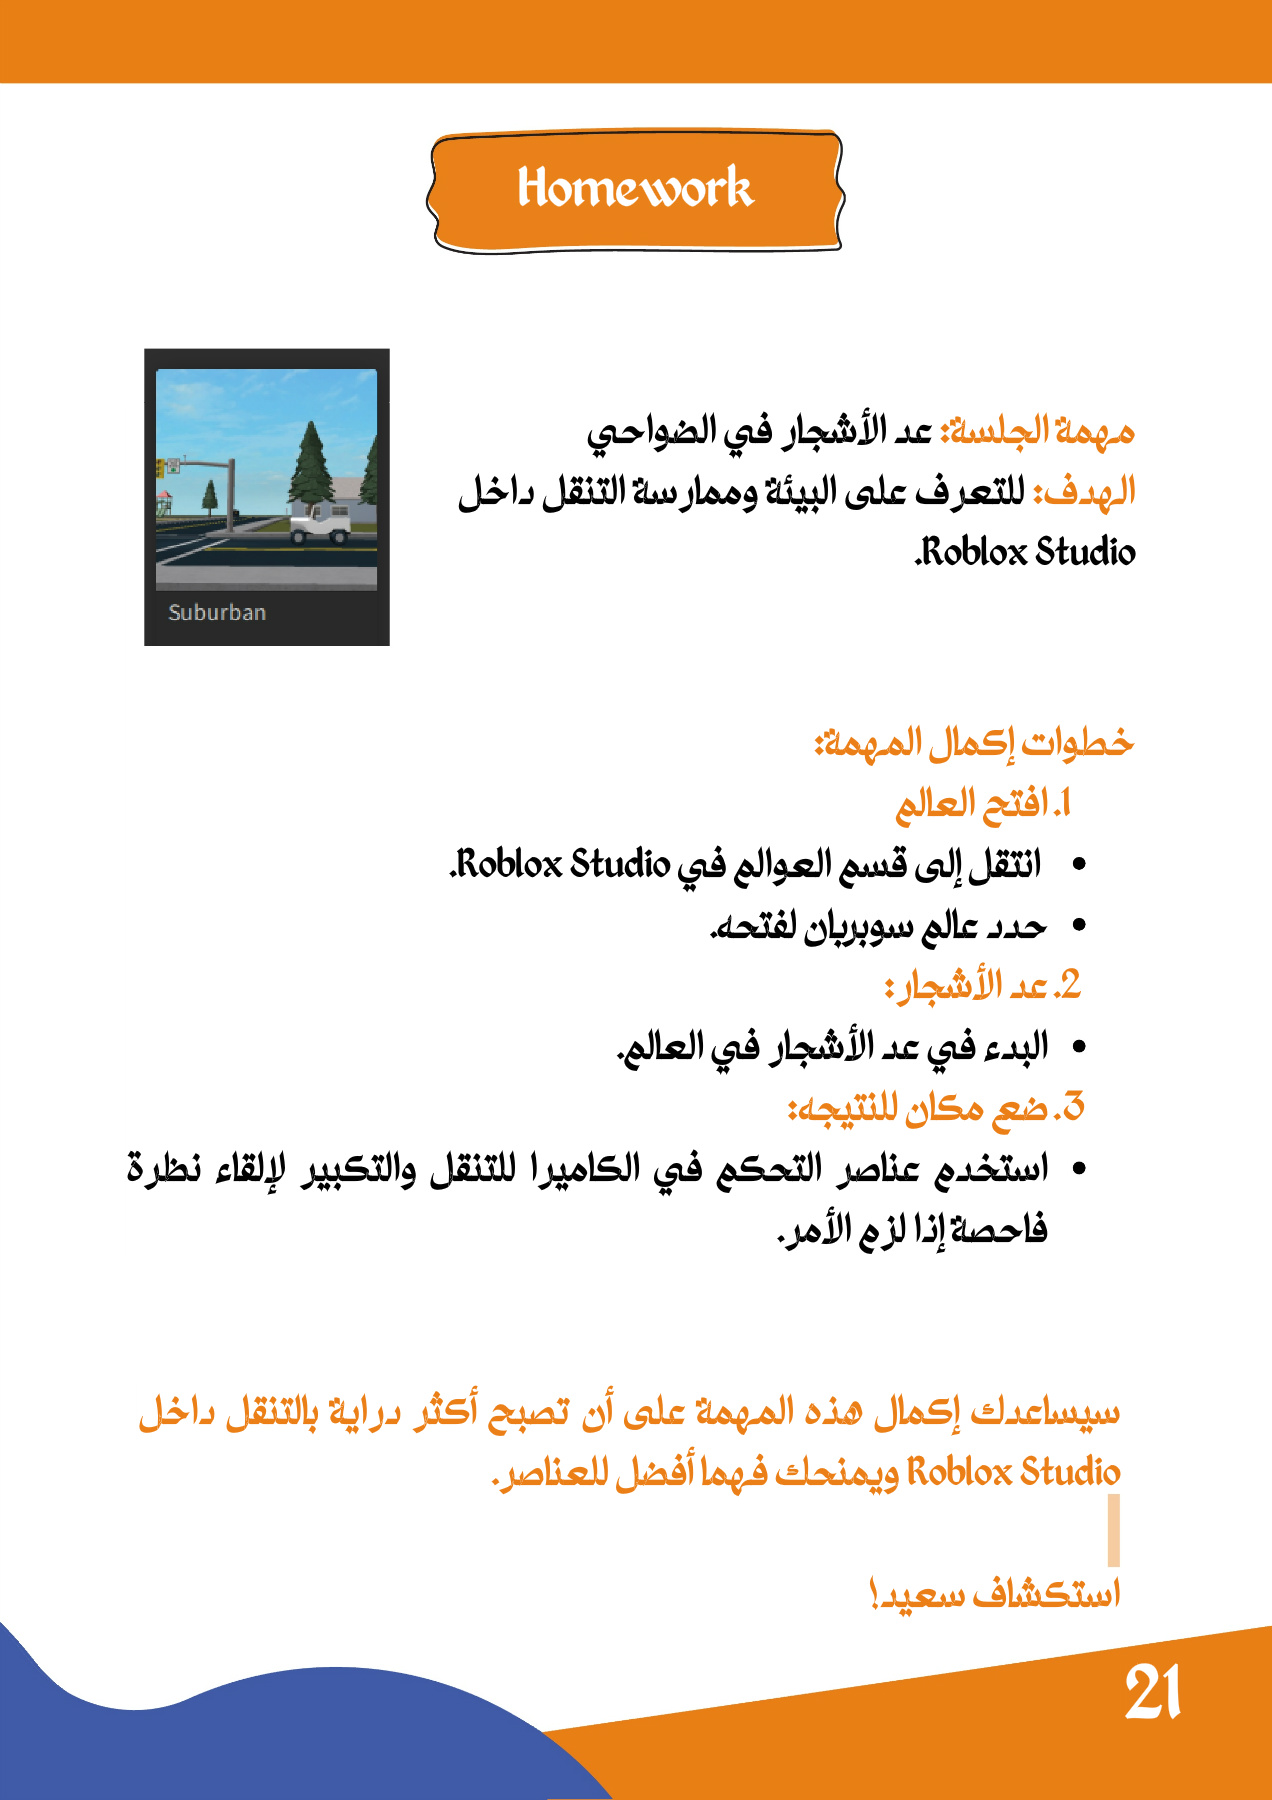 Homework
Suburban
مهمة الجلسة: عد الأشجار في الضواحي
الهدف: للتعرف على البيئة وممارسة التنقل داخل
Roblox Studio.
خطوات إكمال المهمة:
1. افتح العالم
• انتقل إلى قسم العوالم في Roblox Studio.
• حدد عالم سوبربان لفتحه.
2. عد الأشجار:
• البدء في عد الأشجار في العالم.
3. ضع مكان للنتيجه:
• استخدم عناصر التحكم في الكاميرا للتنقل والتكبير لإلقاء نظرة
فاحصة إذا لزم الأمر.
سيساعدك إكمال هذه المهمة على أن تصبح أكثر دراية بالتنقل داخل
Roblox Studio ويمنحك فهما أفضل للعناصر.
استكشاف سعيد!
21